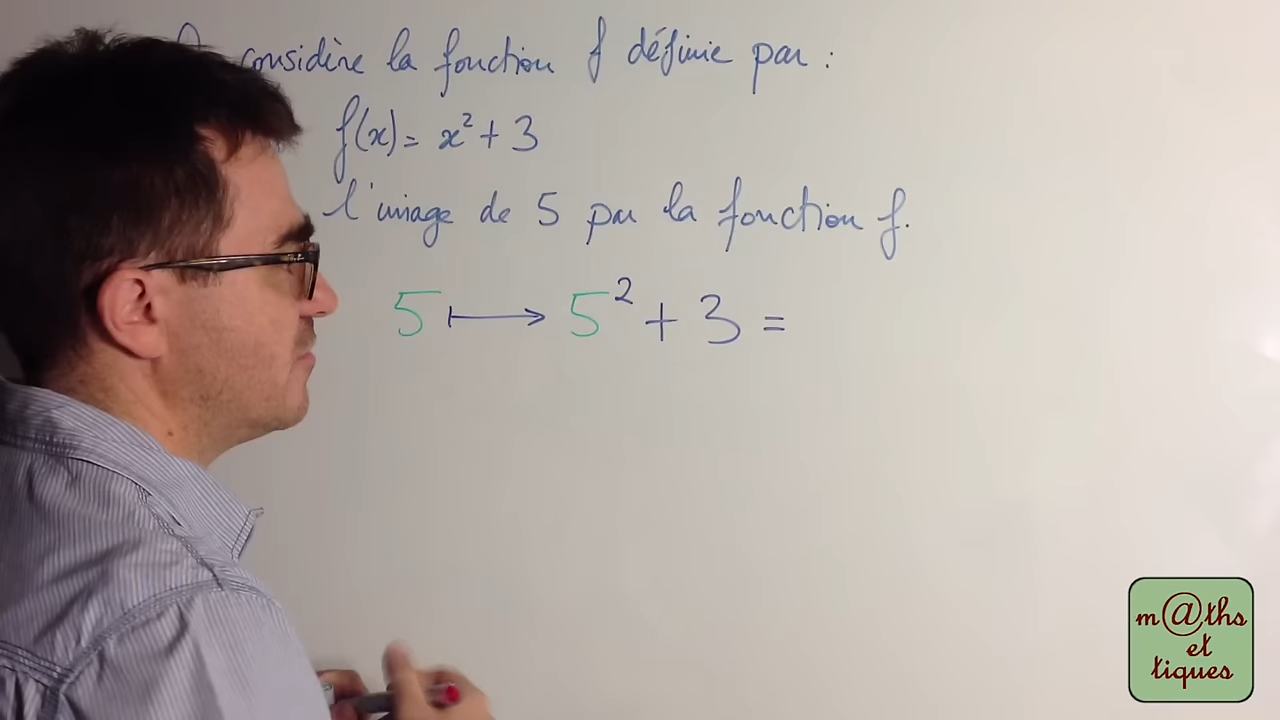 considère la fonction f définie par :
f(x) = x² + 3
l'image de 5 par la fonction f.
5 ⟼ 5² + 3 =
m@ths
et
tiques